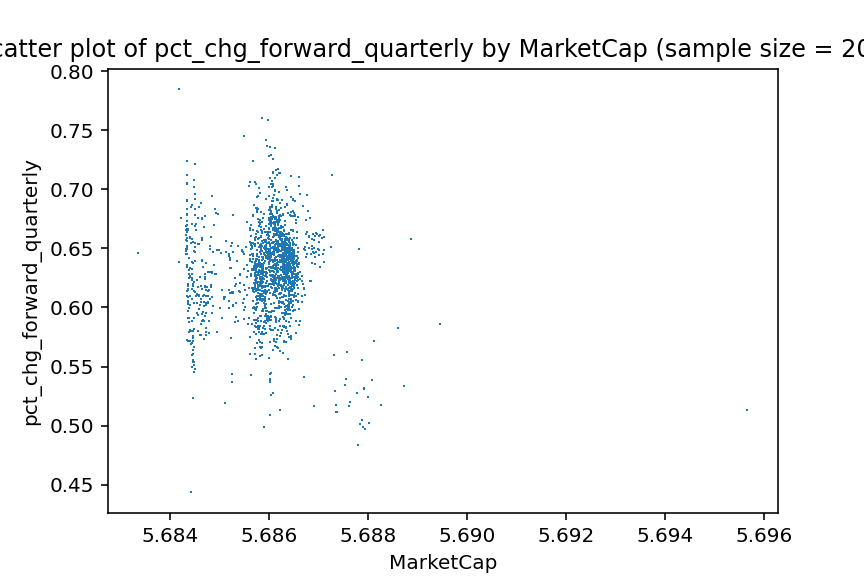 catter plot of pct_chg_forward_quarterly by MarketCap (sample size = 20
0.80
0.75
0.70
0.65
0.60
0.55
0.50
0.45
pct_chg_forward_quarterly
5.684 5.686 5.688 5.690 5.692 5.694 5.696
MarketCap